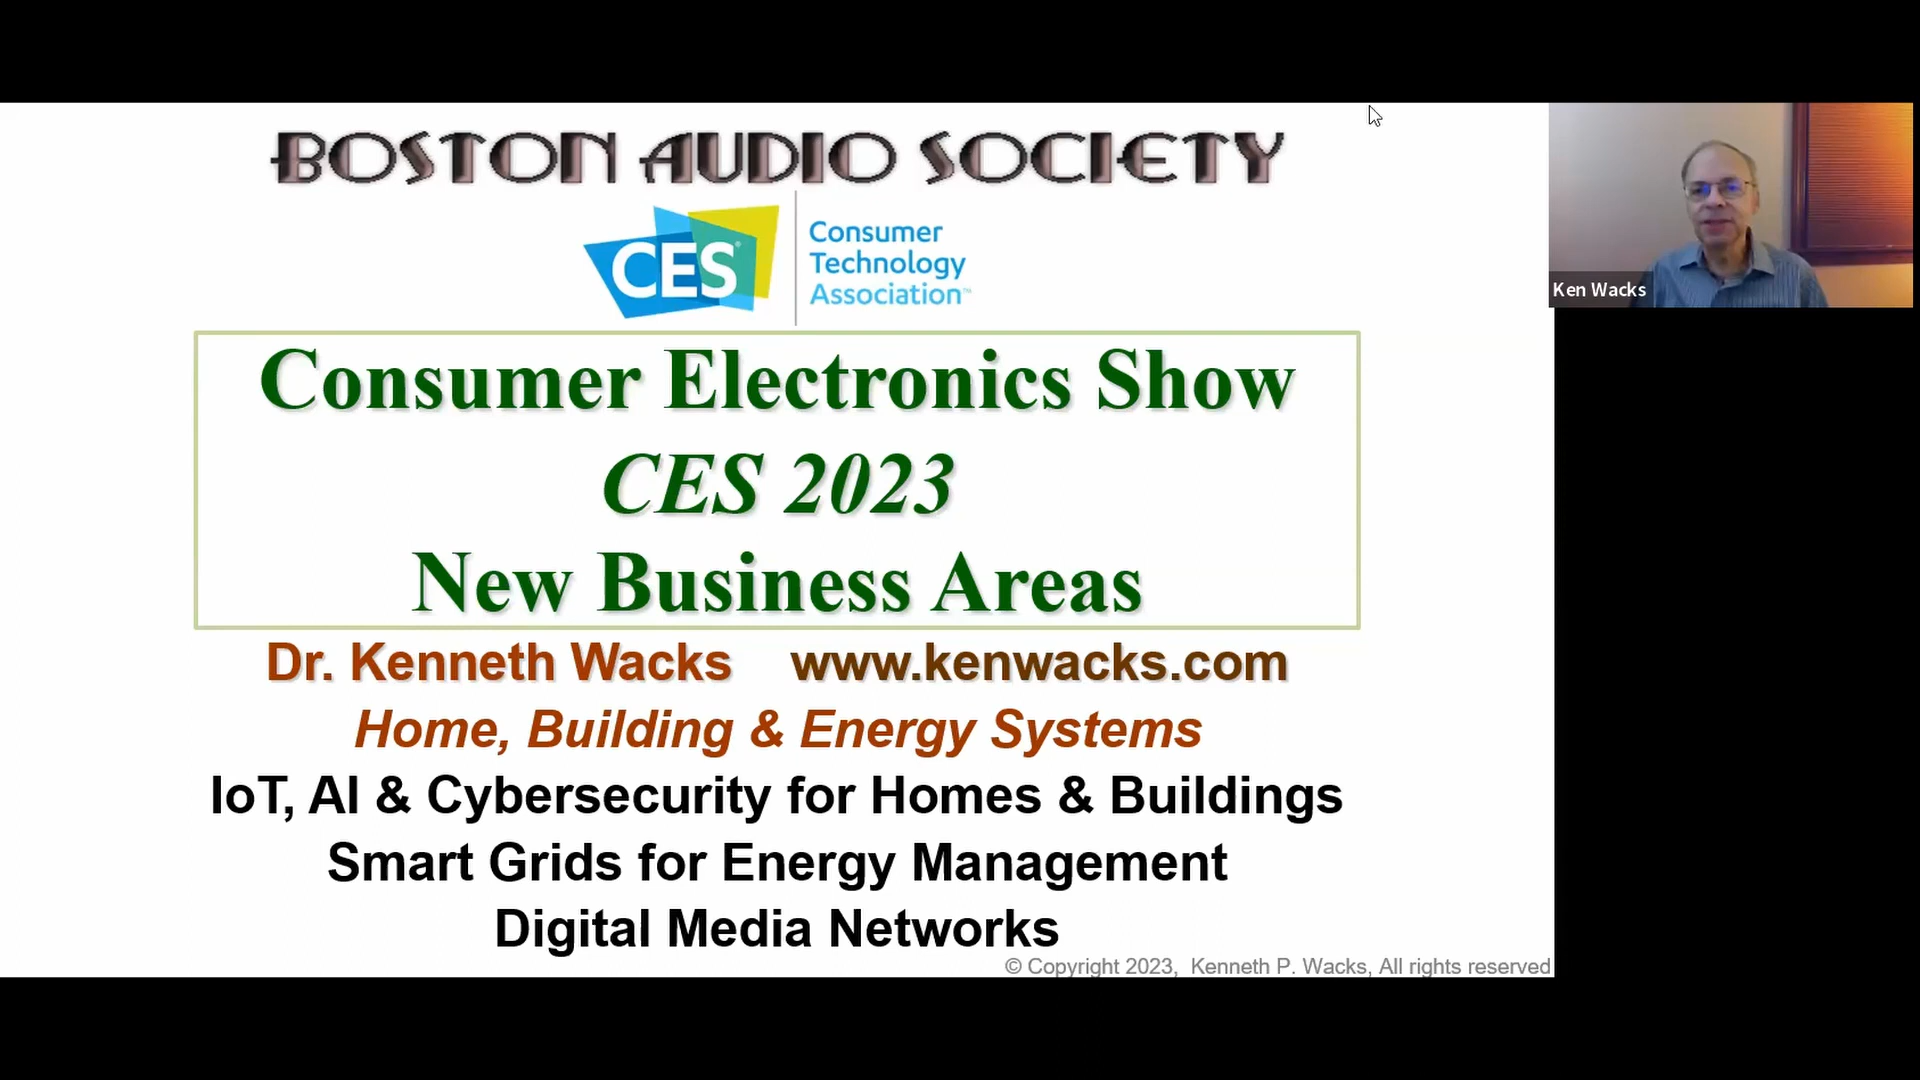 BOSTON AUDIO SOCIETY
CES®
Consumer
Technology
Association™
Ken Wacks
Consumer Electronics Show
CES 2023
New Business Areas
Dr. Kenneth Wacks www.kenwacks.com
Home, Building & Energy Systems
IoT, AI & Cybersecurity for Homes & Buildings
Smart Grids for Energy Management
Digital Media Networks
© Copyright 2023, Kenneth P. Wacks, All rights reserved